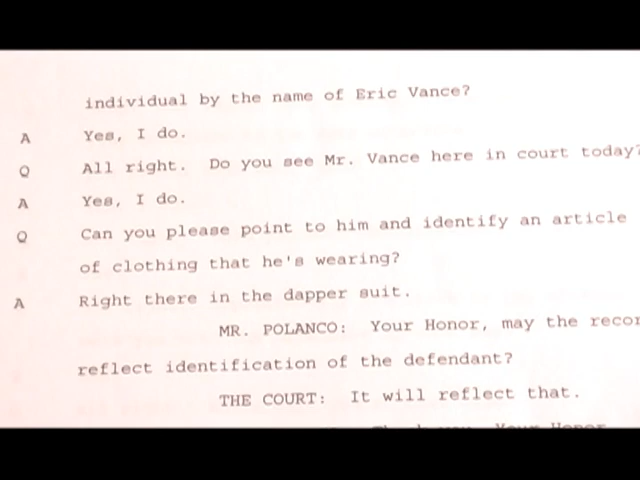 individual by the name of Eric Vance?
A Yes, I do.
Q All right. Do you see Mr. Vance here in court today?
A Yes, I do.
Q Can you please point to him and identify an article
of clothing that he's wearing?
A Right there in the dapper suit.
MR. POLANCO: Your Honor, may the recor
reflect identification of the defendant?
THE COURT: It will reflect that.